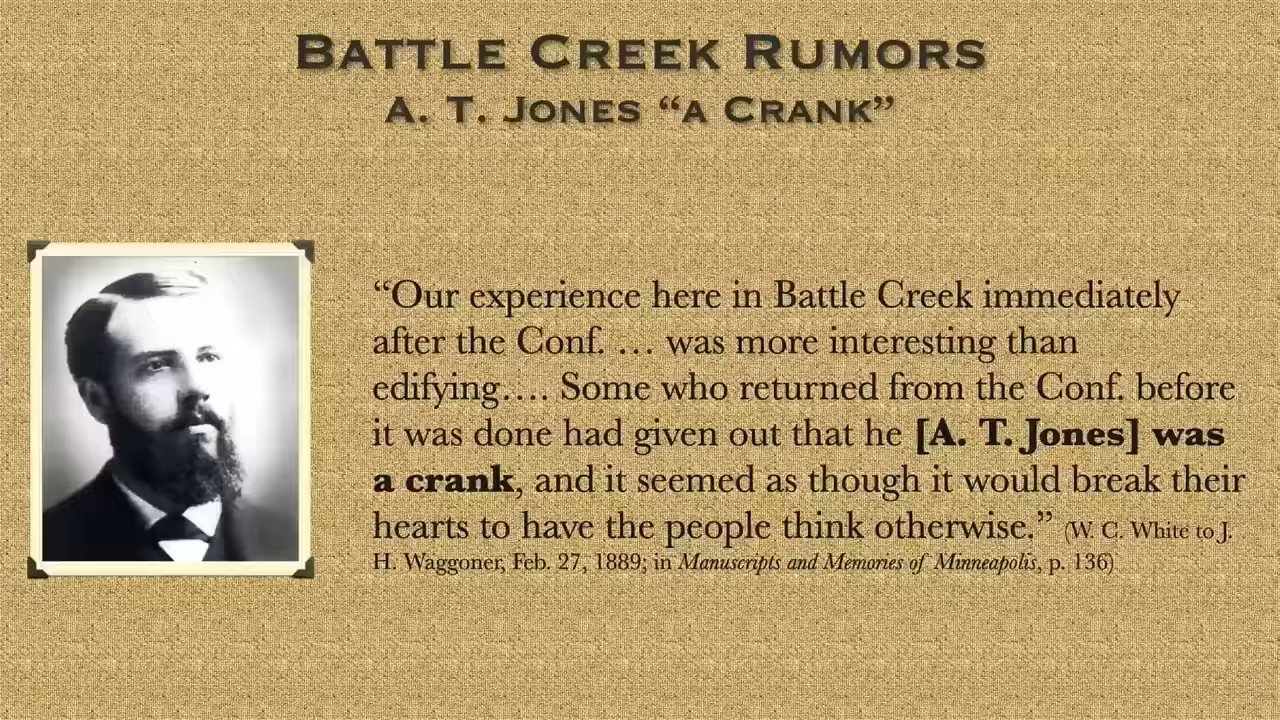 Battle Creek Rumors
A. T. Jones “a Crank”
“Our experience here in Battle Creek immediately
after the Conf. … was more interesting than
edifying…. Some who returned from the Conf. before
it was done had given out that he [A. T. Jones] was
a crank, and it seemed as though it would break their
hearts to have the people think otherwise.” (W. C. White to J.
H. Waggoner, Feb. 27, 1889; in Manuscripts and Memories of Minneapolis, p. 136)